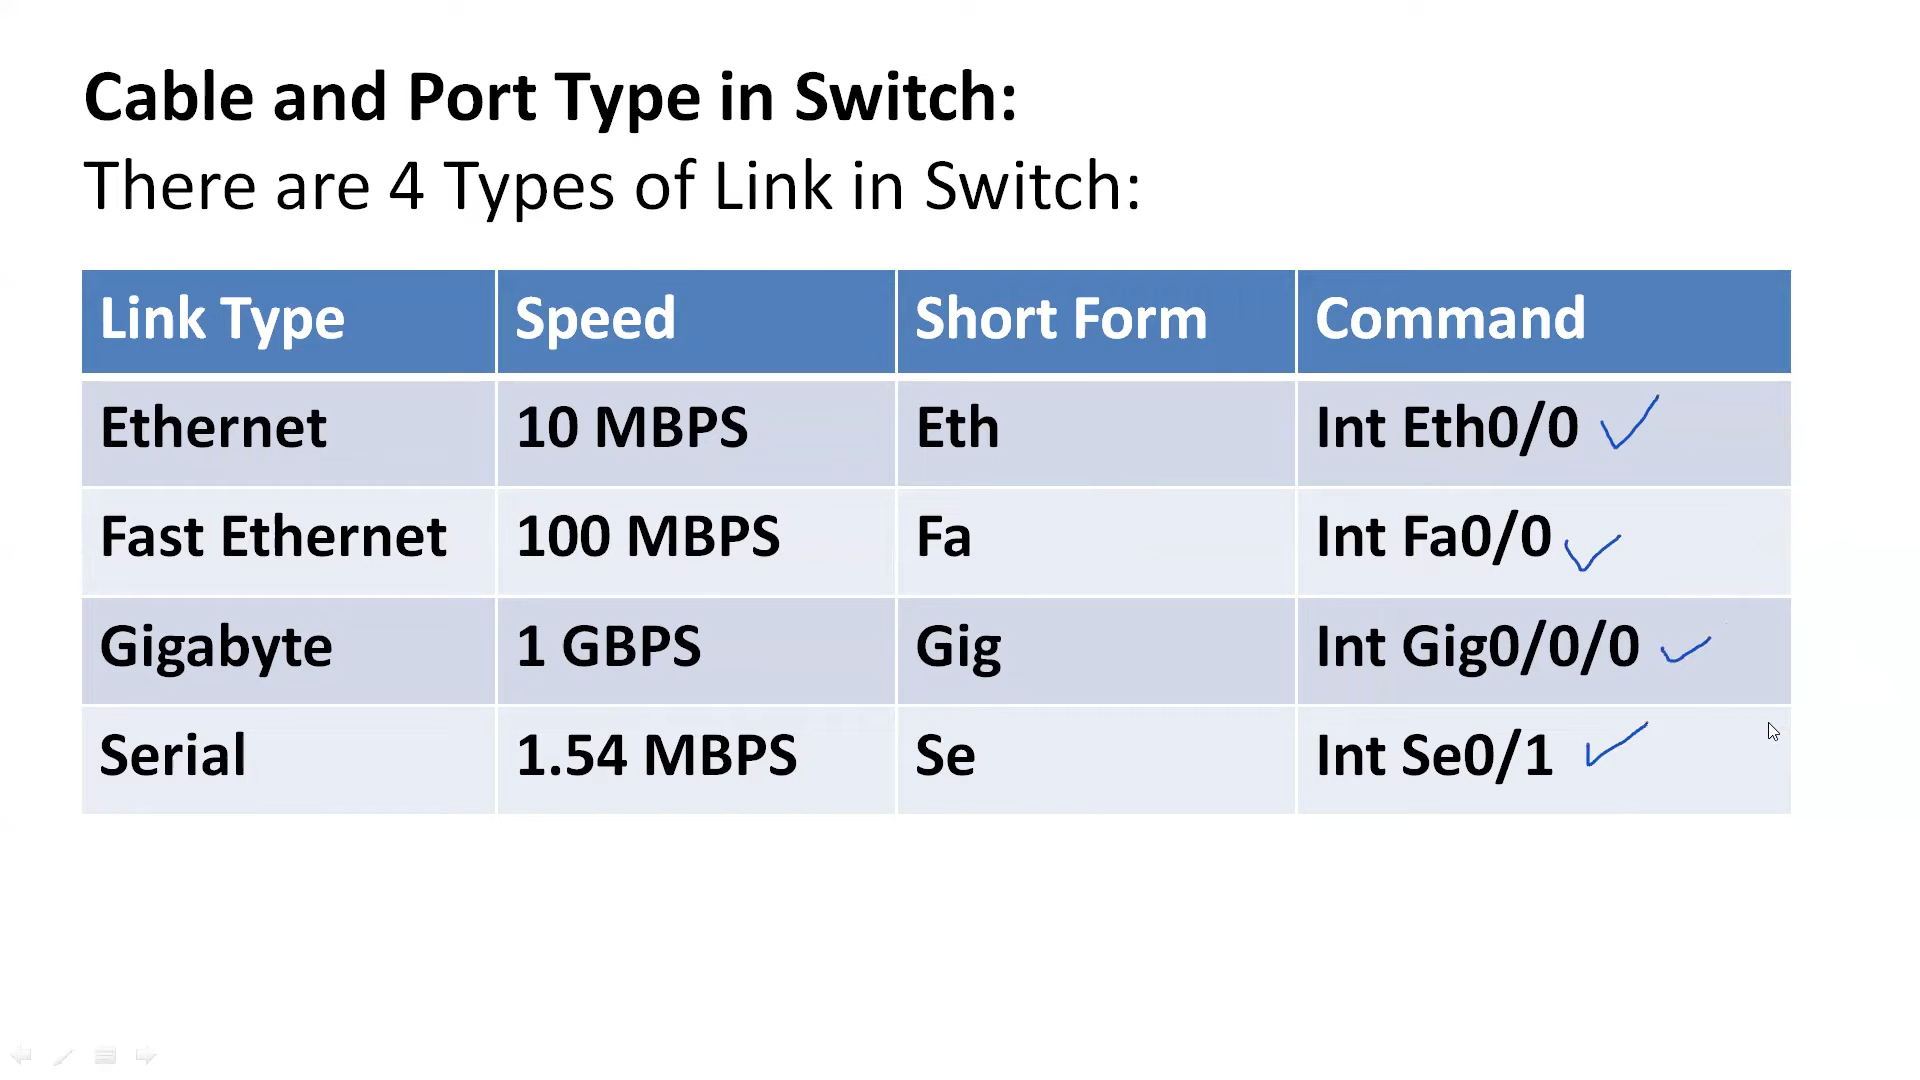 Cable and Port Type in Switch:
There are 4 Types of Link in Switch:
Link Type Speed Short Form Command
Ethernet 10 MBPS Eth Int Eth0/0
Fast Ethernet 100 MBPS Fa Int Fa0/0
Gigabyte 1 GBPS Gig Int Gig0/0/0
Serial 1.54 MBPS Se Int Se0/1